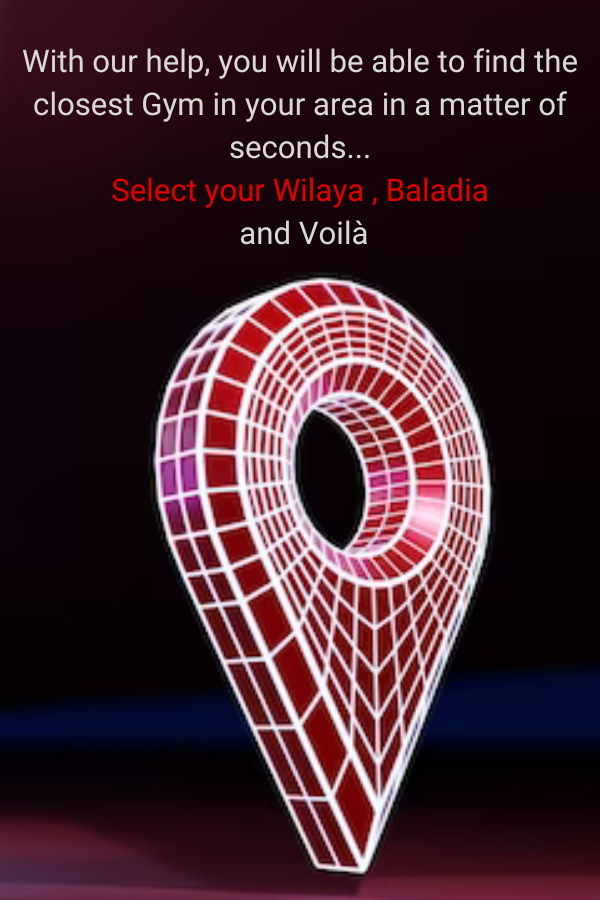 With our help, you will be able to find the
closest Gym in your area in a matter of
seconds...
Select your Wilaya , Baladia
and Voilà